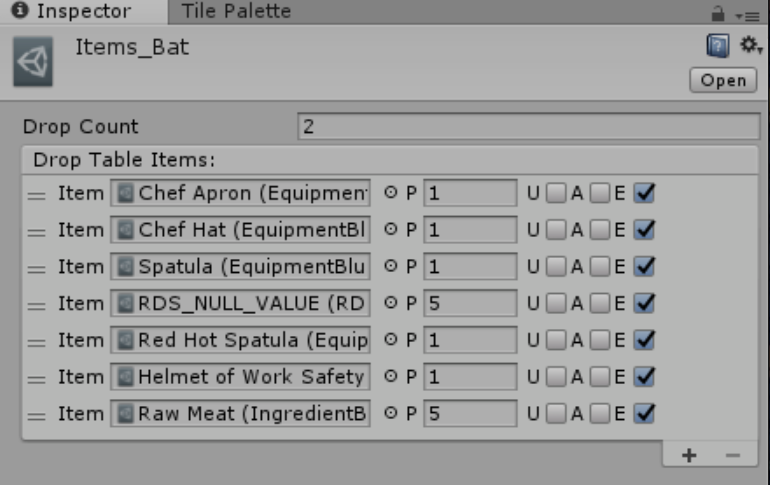 Inspector Tile Palette
Items_Bat
Open
Drop Count 2
Drop Table Items:
Item Chef Apron (Equipment P 1 U A E
Item Chef Hat (EquipmentBl P 1 U A E
Item Spatula (EquipmentBlu P 1 U A E
Item RDS_NULL_VALUE (RD P 5 U A E
Item Red Hot Spatula (Equip P 1 U A E
Item Helmet of Work Safety P 1 U A E
Item Raw Meat (IngredientB P 5 U A E